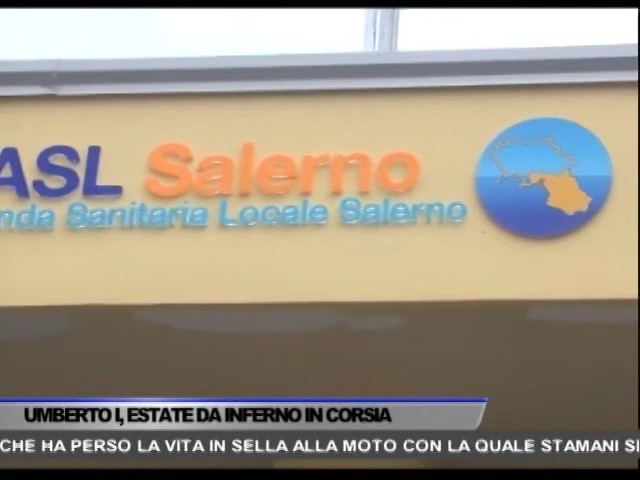 ASL Salerno
nda Sanitaria Locale Salerno
UMBERTO I, ESTATE DA INFERNO IN CORSIA
CHE HA PERSO LA VITA IN SELLA ALLA MOTO CON LA QUALE STAMANI SI